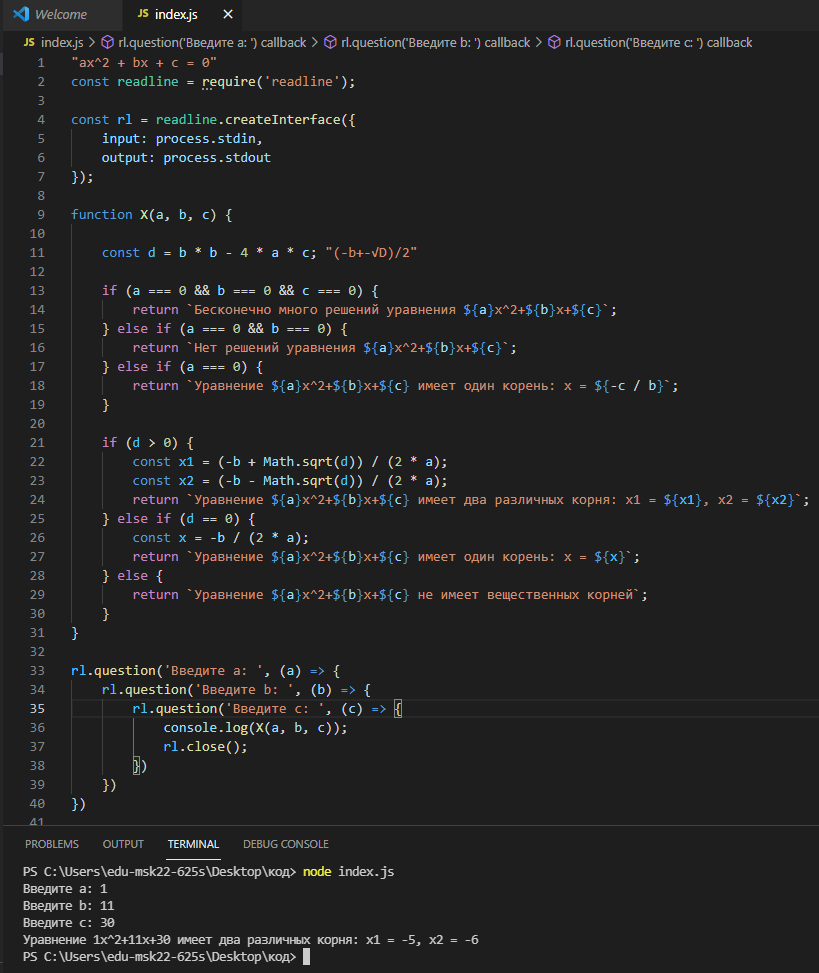 Welcome
JS index.js ×
JS index.js > rl.question('Введите a: ') callback > rl.question('Введите b: ') callback > rl.question('Введите c: ') callback
1 "ax^2 + bx + c = 0"
2 const readline = require('readline');
3
4 const rl = readline.createInterface({
5     input: process.stdin,
6     output: process.stdout
7 });
8
9 function X(a, b, c) {
10
11     const d = b * b - 4 * a * c; "(-b+-√D)/2"
12
13     if (a === 0 && b === 0 && c === 0) {
14         return `Бесконечно много решений уравнения ${a}x^2+${b}x+${c}`;
15     } else if (a === 0 && b === 0) {
16         return `Нет решений уравнения ${a}x^2+${b}x+${c}`;
17     } else if (a === 0) {
18         return `Уравнение ${a}x^2+${b}x+${c} имеет один корень: x = ${-c / b}`;
19     }
20
21     if (d > 0) {
22         const x1 = (-b + Math.sqrt(d)) / (2 * a);
23         const x2 = (-b - Math.sqrt(d)) / (2 * a);
24         return `Уравнение ${a}x^2+${b}x+${c} имеет два различных корня: x1 = ${x1}, x2 = ${x2}`;
25     } else if (d == 0) {
26         const x = -b / (2 * a);
27         return `Уравнение ${a}x^2+${b}x+${c} имеет один корень: x = ${x}`;
28     } else {
29         return `Уравнение ${a}x^2+${b}x+${c} не имеет вещественных корней`;
30     }
31 }
32
33 rl.question('Введите a: ', (a) => {
34     rl.question('Введите b: ', (b) => {
35         rl.question('Введите c: ', (c) => {
36             console.log(X(a, b, c));
37             rl.close();
38         })
39     })
40 })
41
PROBLEMS OUTPUT TERMINAL DEBUG CONSOLE
PS C:\Users\edu-msk22-625s\Desktop\код> node index.js
Введите a: 1
Введите b: 11
Введите c: 30
Уравнение 1x^2+11x+30 имеет два различных корня: x1 = -5, x2 = -6
PS C:\Users\edu-msk22-625s\Desktop\код>